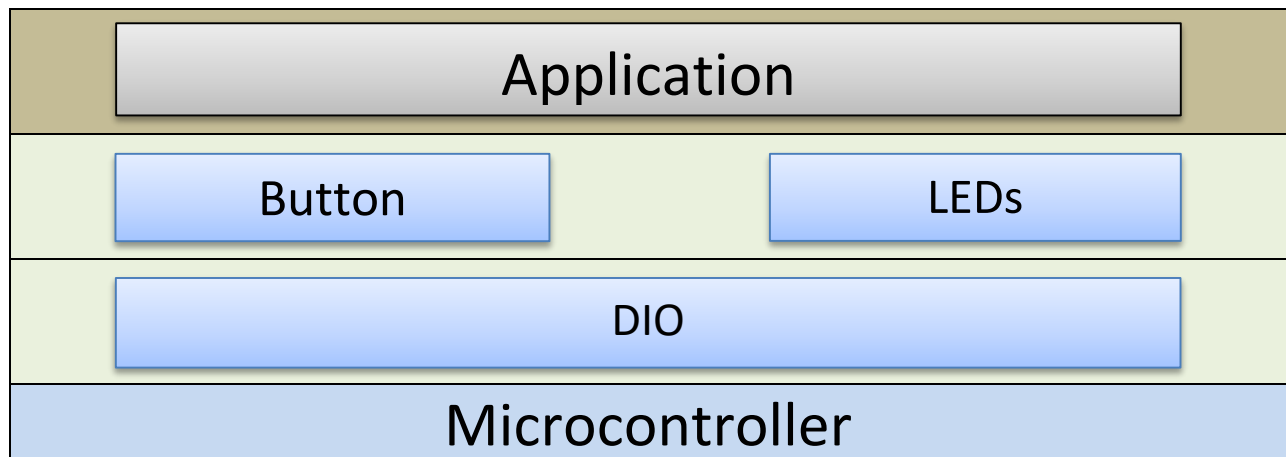 Application
Button
LEDs
DIO
Microcontroller